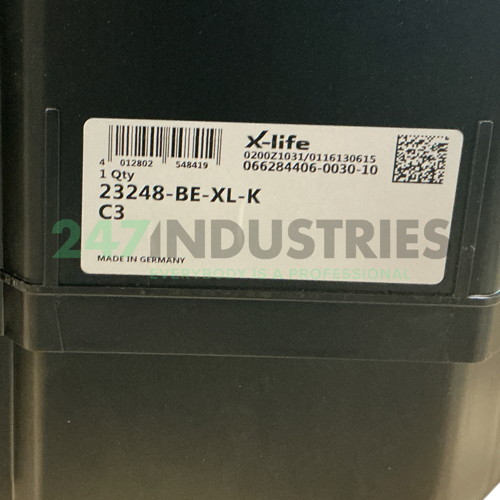 X-life
4 012802 548419
0200Z1031/0116130615
066284406-0030-10
1 Qty
23248-BE-XL-K
C3
247INDUSTRIES
EVERYBODY IS A PROFESSIONAL
MADE IN GERMANY